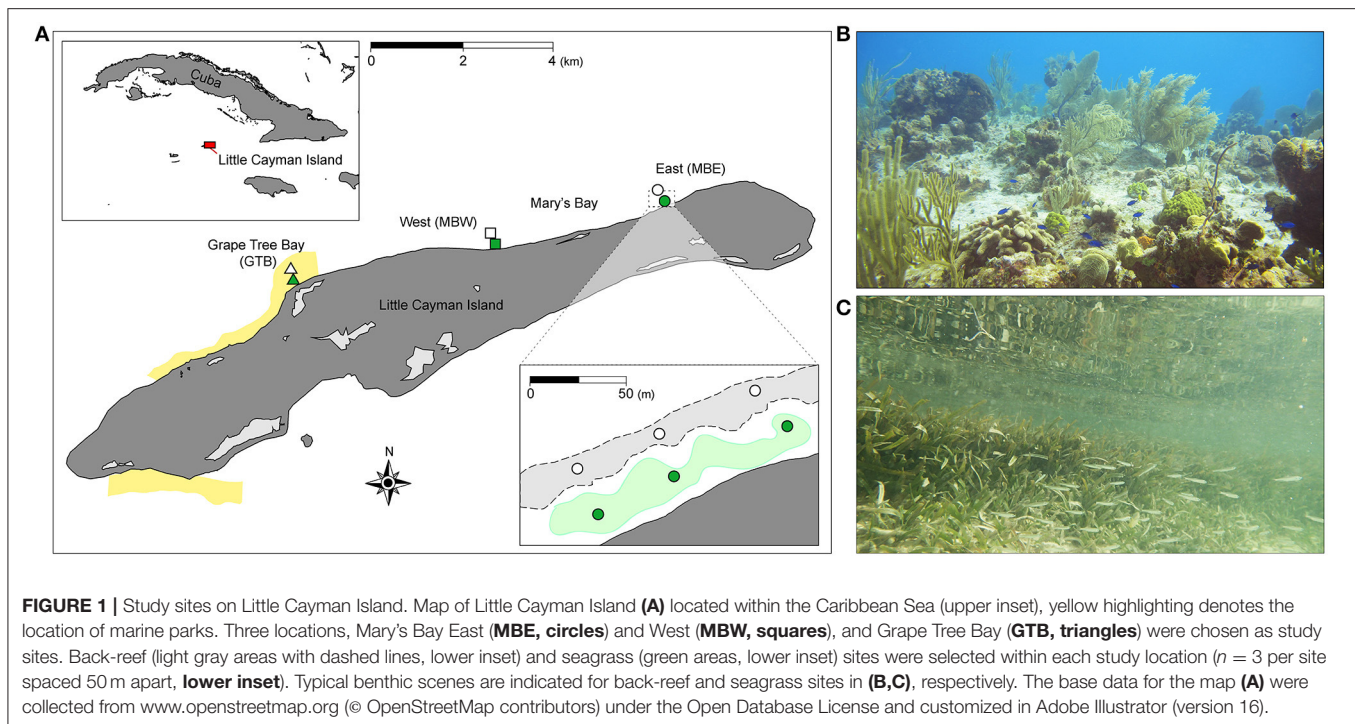 A
Cuba
Little Cayman Island
0 2 4 (km)
East (MBE)
Mary's Bay
West (MBW)
Grape Tree Bay
(GTB)
Little Cayman Island
0 50 (m)
N
B
C
FIGURE 1 | Study sites on Little Cayman Island. Map of Little Cayman Island (A) located within the Caribbean Sea (upper inset), yellow highlighting denotes the
location of marine parks. Three locations, Mary's Bay East (MBE, circles) and West (MBW, squares), and Grape Tree Bay (GTB, triangles) were chosen as study
sites. Back-reef (light gray areas with dashed lines, lower inset) and seagrass (green areas, lower inset) sites were selected within each study location (n = 3 per site
spaced 50 m apart, lower inset). Typical benthic scenes are indicated for back-reef and seagrass sites in (B,C), respectively. The base data for the map (A) were
collected from www.openstreetmap.org (© OpenStreetMap contributors) under the Open Database License and customized in Adobe Illustrator (version 16).